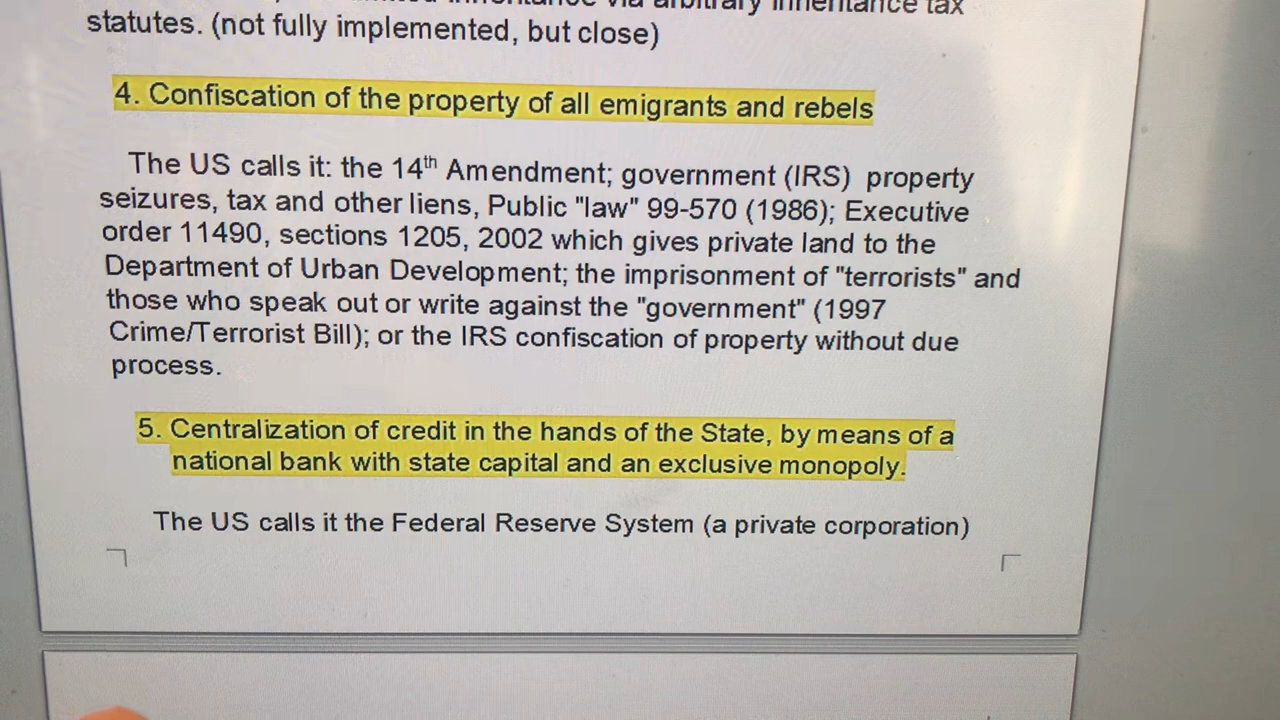 inheritance via arbitrary inheritance tax
statutes. (not fully implemented, but close)
4. Confiscation of the property of all emigrants and rebels
The US calls it: the 14th Amendment; government (IRS) property
seizures, tax and other liens, Public "law" 99-570 (1986); Executive
order 11490, sections 1205, 2002 which gives private land to the
Department of Urban Development; the imprisonment of "terrorists" and
those who speak out or write against the "government" (1997
Crime/Terrorist Bill); or the IRS confiscation of property without due
process.
5. Centralization of credit in the hands of the State, by means of a
national bank with state capital and an exclusive monopoly.
The US calls it the Federal Reserve System (a private corporation)